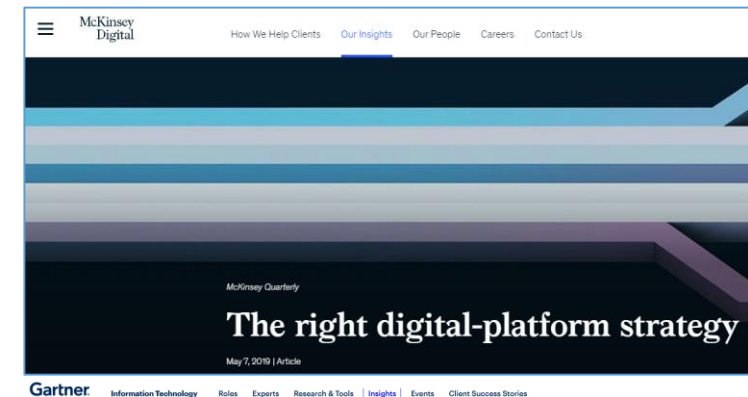 McKinsey
Digital
How We Help Clients Our Insights Our People Careers Contact Us
McKinsey Quarterly
The right digital-platform strategy
May 7, 2019 | Article
Gartner. Information Technology Roles Experts Research & Tools | Insights | Events Client Success Stories